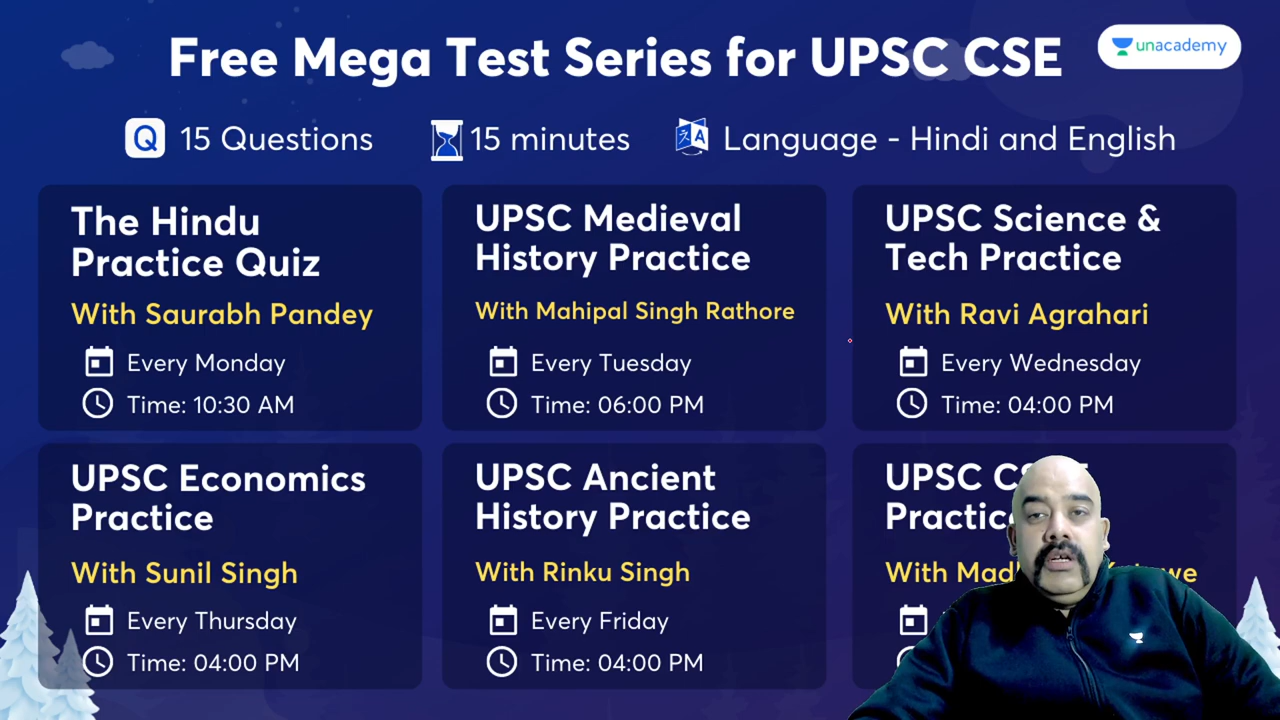 Free Mega Test Series for UPSC CSE
unacademy
15 Questions
15 minutes
Language - Hindi and English
The Hindu
Practice Quiz
With Saurabh Pandey
Every Monday
Time: 10:30 AM
UPSC Medieval
History Practice
With Mahipal Singh Rathore
Every Tuesday
Time: 06:00 PM
UPSC Science &
Tech Practice
With Ravi Agrahari
Every Wednesday
Time: 04:00 PM
UPSC Economics
Practice
With Sunil Singh
Every Thursday
Time: 04:00 PM
UPSC Ancient
History Practice
With Rinku Singh
Every Friday
Time: 04:00 PM
UPSC
With